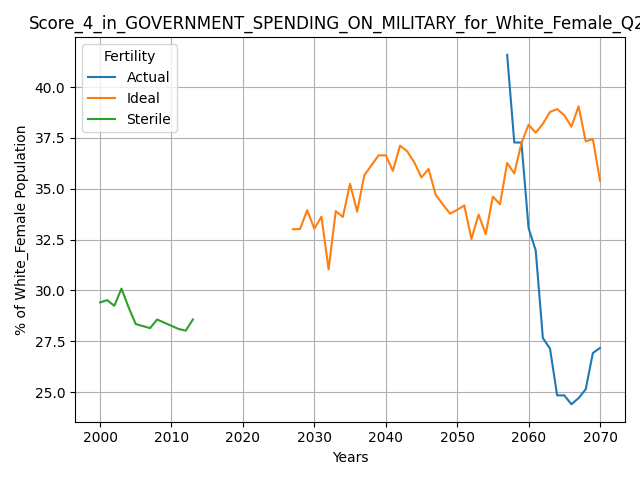 Score_4_in_GOVERNMENT_SPENDING_ON_MILITARY_for_White_Female_Q2
Fertility
Actual
Ideal
Sterile
% of White_Female Population
40.0
37.5
35.0
32.5
30.0
27.5
25.0
2000 2010 2020 2030 2040 2050 2060 2070
Years